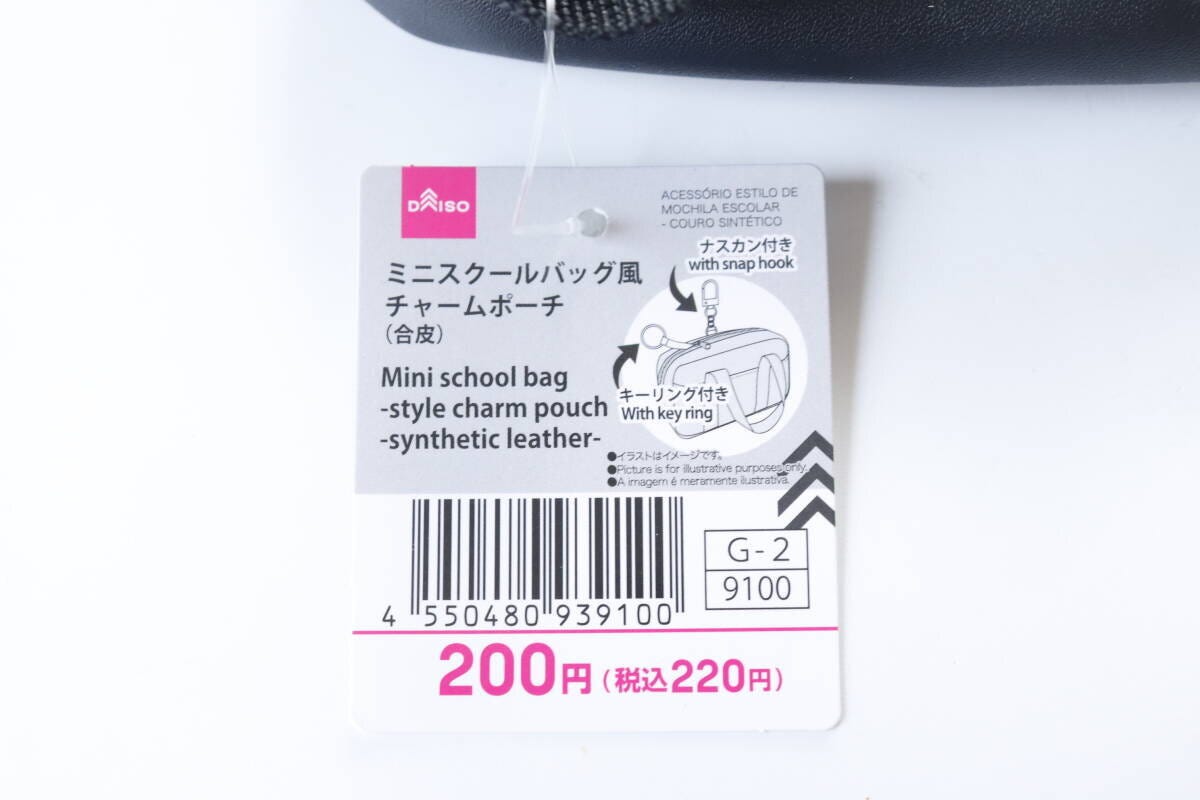 DAISO
ACESSÓRIO ESTILO DE
MOCHILA ESCOLAR
- COURO SINTÉTICO
ミニスクールバッグ風
チャームポーチ
（合皮）
Mini school bag
-style charm pouch
-synthetic leather-
ナスカン付き
with snap hook
キーリング付き
With key ring
●イラストはイメージです。
●Picture is for illustrative purposes only.
●A imagem é meramente ilustrativa.
4 550480 939100
G-2
9100
200円（税込220円）